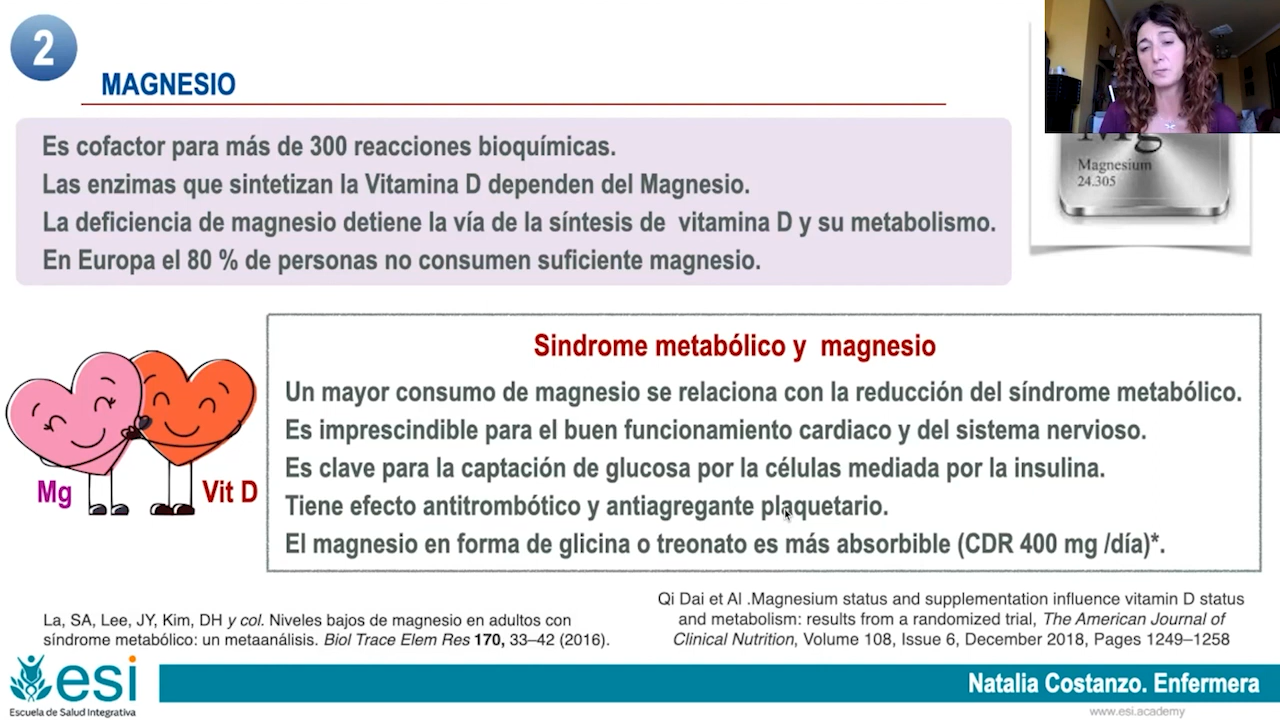 2
MAGNESIO
Es cofactor para más de 300 reacciones bioquímicas.
Las enzimas que sintetizan la Vitamina D dependen del Magnesio.
La deficiencia de magnesio detiene la vía de la síntesis de vitamina D y su metabolismo.
En Europa el 80 % de personas no consumen suficiente magnesio.
Mg
Magnesium
24.305
Sindrome metabólico y magnesio
Un mayor consumo de magnesio se relaciona con la reducción del síndrome metabólico.
Es imprescindible para el buen funcionamiento cardiaco y del sistema nervioso.
Es clave para la captación de glucosa por la células mediada por la insulina.
Tiene efecto antitrombótico y antiagregante plaquetario.
El magnesio en forma de glicina o treonato es más absorbible (CDR 400 mg /día)*.
Mg
Vit D
La, SA, Lee, JY, Kim, DH y col. Niveles bajos de magnesio en adultos con
síndrome metabólico: un metaanálisis. Biol Trace Elem Res 170, 33–42 (2016).
Qi Dai et Al .Magnesium status and supplementation influence vitamin D status
and metabolism: results from a randomized trial, The American Journal of
Clinical Nutrition, Volume 108, Issue 6, December 2018, Pages 1249–1258
esi
Escuela de Salud Integrativa
Natalia Costanzo. Enfermera
www.esi.academy